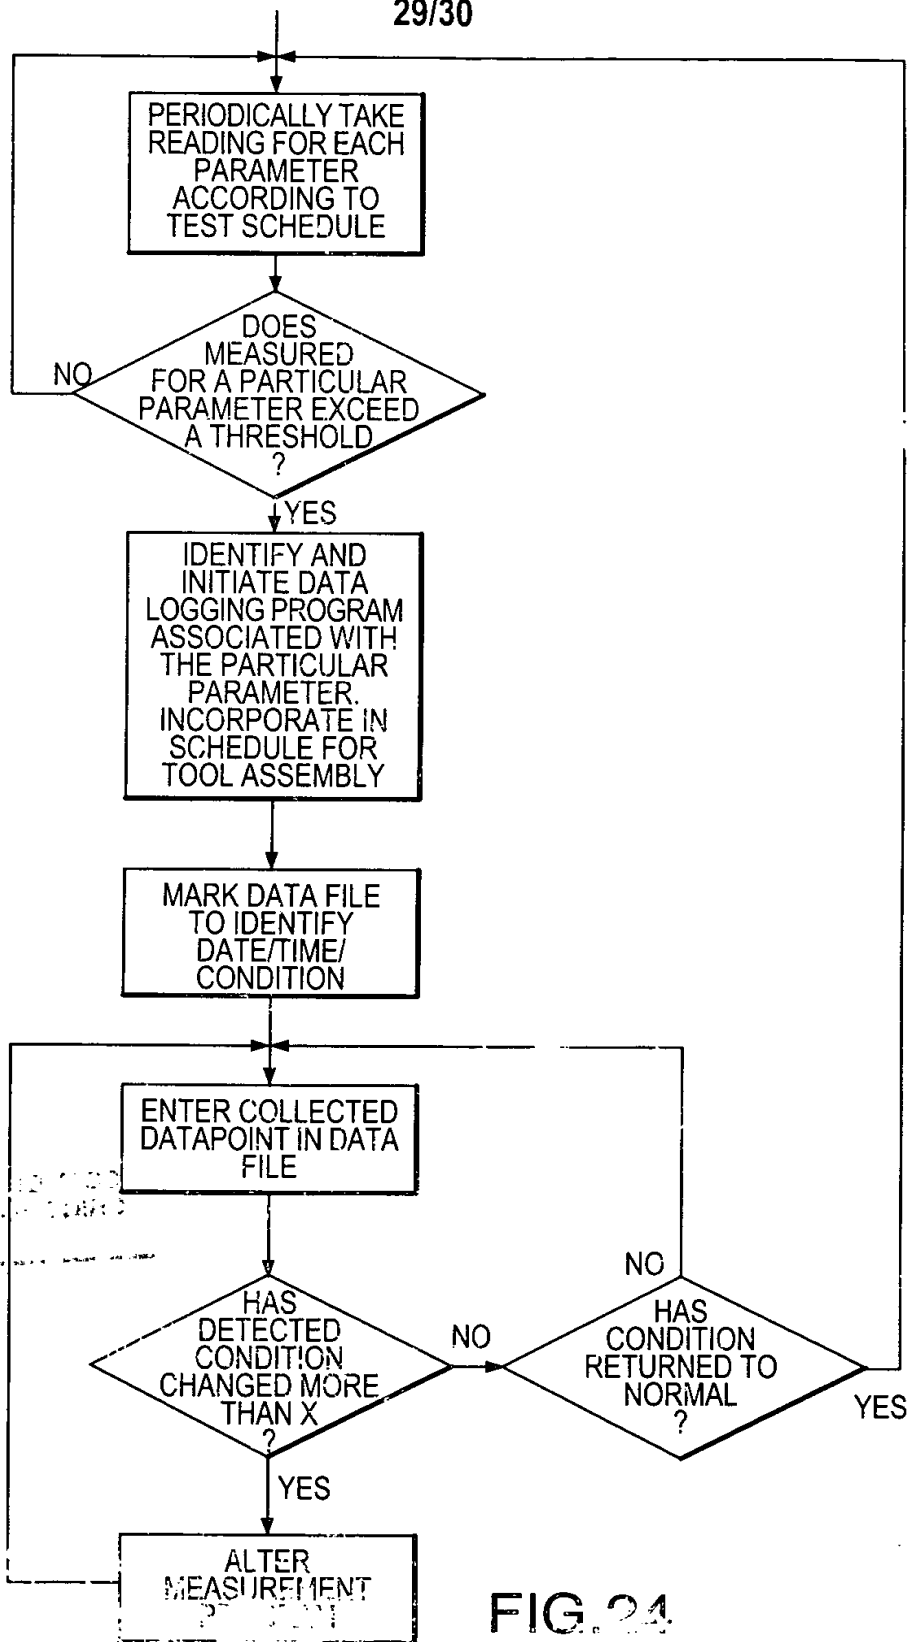 29/30
PERIODICALLY TAKE
READING FOR EACH
PARAMETER
ACCORDING TO
TEST SCHEDULE
DOES
MEASURED
FOR A PARTICULAR
PARAMETER EXCEED
A THRESHOLD
?
NO
YES
IDENTIFY AND
INITIATE DATA
LOGGING PROGRAM
ASSOCIATED WITH
THE PARTICULAR
PARAMETER.
INCORPORATE IN
SCHEDULE FOR
TOOL ASSEMBLY
MARK DATA FILE
TO IDENTIFY
DATE/TIME/
CONDITION
ENTER COLLECTED
DATAPOINT IN DATA
FILE
HAS
DETECTED
CONDITION
CHANGED MORE
THAN X
?
NO
NO
HAS
CONDITION
RETURNED TO
NORMAL
?
YES
YES
ALTER
MEASUREMENT
FIG. 24